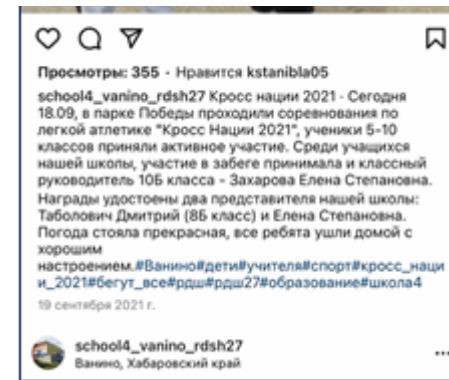 Просмотры: 355 · Нравится kstanibla05
school4_vanino_rdsh27 Кросс нации 2021 - Сегодня
18.09, в парке Победы проходили соревнования по
легкой атлетике "Кросс Нации 2021", ученики 5-10
классов приняли активное участие. Среди учащихся
нашей школы, участие в забеге принимала и классный
руководитель 10Б класса - Захарова Елена Степановна.
Награды удостоены два представителя нашей школы:
Таболович Дмитрий (8Б класс) и Елена Степановна.
Погода стояла прекрасная, все ребята ушли домой с
хорошим
настроением.#Ванино#дети#учителя#спорт#кросс_наци
и_2021#бегут_все#рдш#рдш27#образование#школа4
19 сентября 2021 г.
school4_vanino_rdsh27
Ванино, Хабаровский край